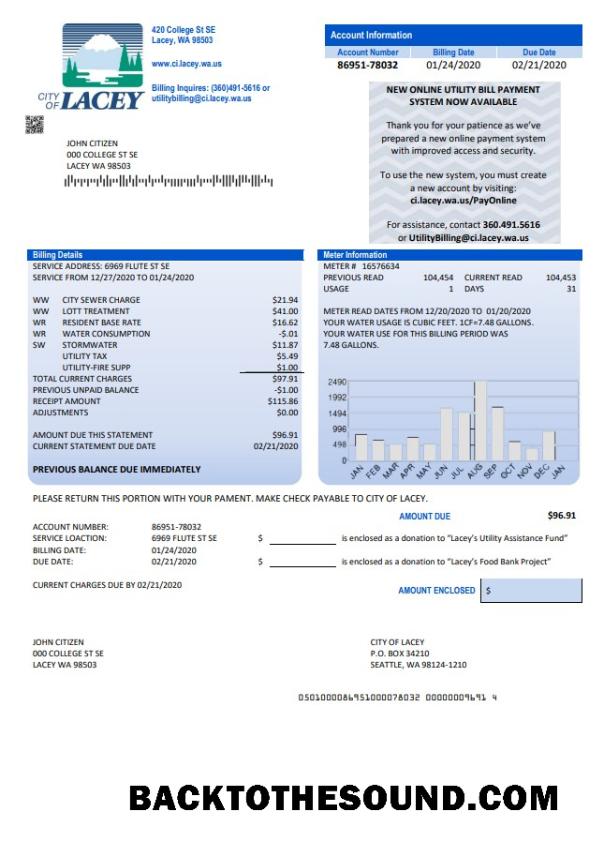 420 College St SE
Lacey, WA 98503
www.ci.lacey.wa.us
Billing Inquires: (360)491-5616 or
utilitybilling@ci.lacey.wa.us
CITY OF LACEY
Account Information
Account Number Billing Date Due Date
86951-78032 01/24/2020 02/21/2020
NEW ONLINE UTILITY BILL PAYMENT
SYSTEM NOW AVAILABLE
Thank you for your patience as we've
prepared a new online payment system
with improved access and security.
To use the new system, you must create
a new account by visiting:
ci.lacey.wa.us/PayOnline
For assistance, contact 360.491.5616
or UtilityBilling@ci.lacey.wa.us
JOHN CITIZEN
000 COLLEGE ST SE
LACEY WA 98503
Billing Details
SERVICE ADDRESS: 6969 FLUTE ST SE
SERVICE FROM 12/27/2020 TO 01/24/2020
WW CITY SEWER CHARGE $21.94
WW LOTT TREATMENT $41.00
WR RESIDENT BASE RATE $16.62
WR WATER CONSUMPTION -$.01
SW STORMWATER $11.87
UTILITY TAX $5.49
UTILITY-FIRE SUPP $1.00
TOTAL CURRENT CHARGES $97.91
PREVIOUS UNPAID BALANCE -$1.00
RECEIPT AMOUNT $115.86
ADJUSTMENTS $0.00
AMOUNT DUE THIS STATEMENT $96.91
CURRENT STATEMENT DUE DATE 02/21/2020
PREVIOUS BALANCE DUE IMMEDIATELY
Meter Information
METER # 16576634
PREVIOUS READ 104,454 CURRENT READ 104,453
USAGE 1 DAYS 31
METER READ DATES FROM 12/20/2020 TO 01/20/2020
YOUR WATER USAGE IS CUBIC FEET. 1CF=7.48 GALLONS.
YOUR WATER USE FOR THIS BILLING PERIOD WAS
7.48 GALLONS.
2490
1992
1494
996
498
0
JAN FEB MAR APR MAY JUN JUL AUG SEP OCT NOV DEC JAN
PLEASE RETURN THIS PORTION WITH YOUR PAMENT. MAKE CHECK PAYABLE TO CITY OF LACEY.
AMOUNT DUE $96.91
ACCOUNT NUMBER: 86951-78032
SERVICE LOACTION: 6969 FLUTE ST SE
BILLING DATE: 01/24/2020
DUE DATE: 02/21/2020
$ is enclosed as a donation to "Lacey's Utility Assistance Fund"
$ is enclosed as a donation to "Lacey's Food Bank Project"
CURRENT CHARGES DUE BY 02/21/2020
AMOUNT ENCLOSED $
JOHN CITIZEN
000 COLLEGE ST SE
LACEY WA 98503
CITY OF LACEY
P.O. BOX 34210
SEATTLE, WA 98124-1210
0501000086951000078032 00000009691 4
BACKTOTHESOUND.COM